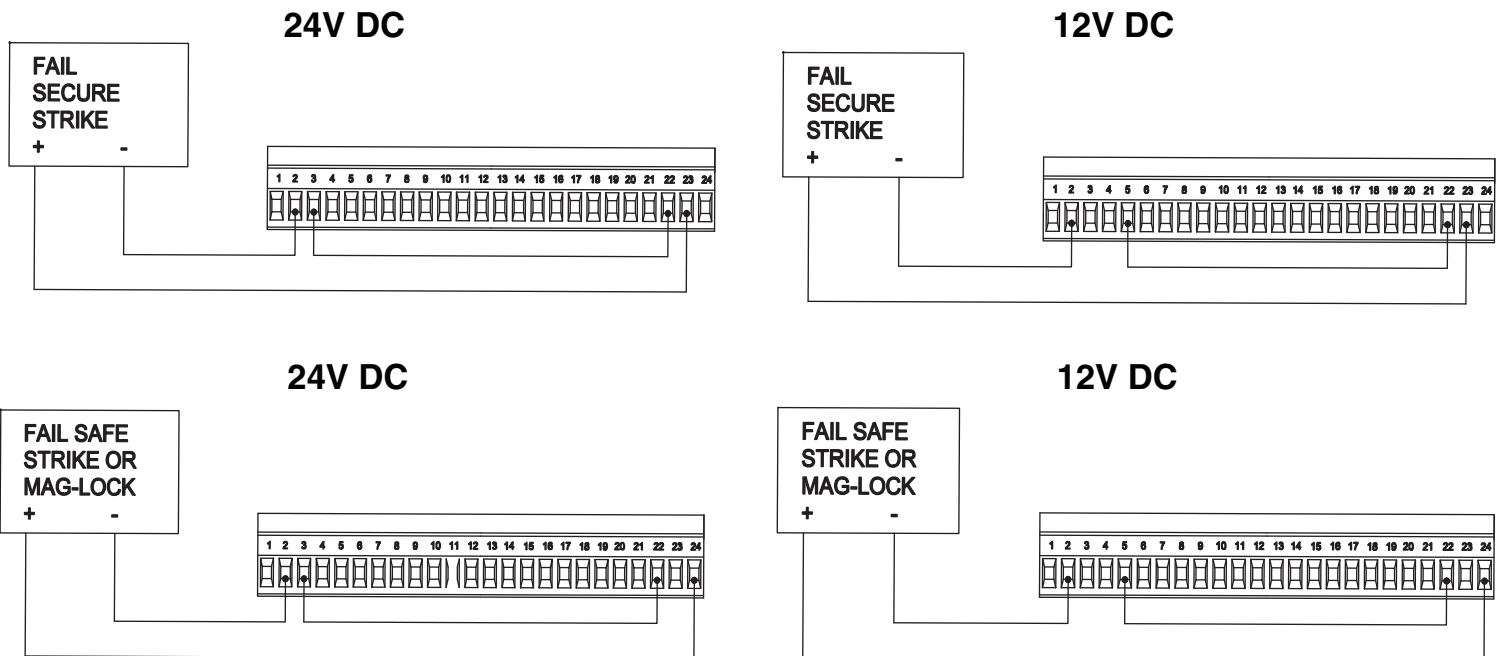 24V DC
FAIL
SECURE
STRIKE
+ -
1 2 3 4 5 6 7 8 9 10 11 12 13 14 15 16 17 18 19 20 21 22 23 24
12V DC
FAIL
SECURE
STRIKE
+ -
1 2 3 4 5 6 7 8 9 10 11 12 13 14 15 16 17 18 19 20 21 22 23 24
24V DC
FAIL SAFE
STRIKE OR
MAG-LOCK
+ -
1 2 3 4 5 6 7 8 9 10 11 12 13 14 15 16 17 18 19 20 21 22 23 24
12V DC
FAIL SAFE
STRIKE OR
MAG-LOCK
+ -
1 2 3 4 5 6 7 8 9 10 11 12 13 14 15 16 17 18 19 20 21 22 23 24